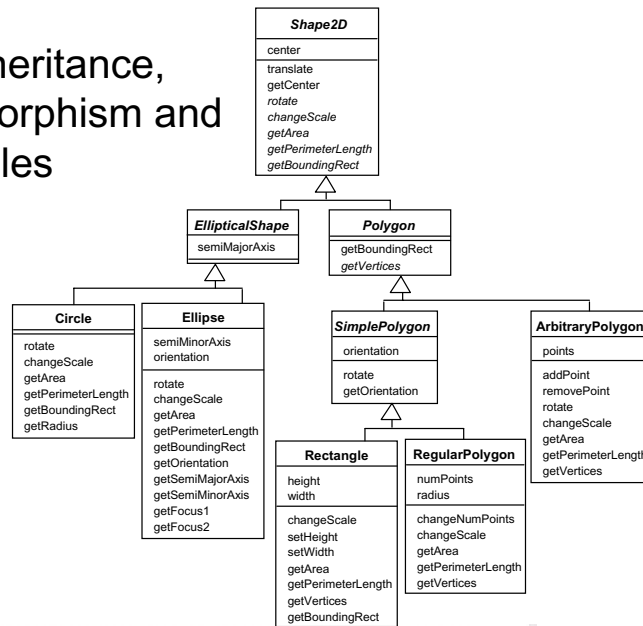 eritance,
orphism and
les
Shape2D
center
translate
getCenter
rotate
changeScale
getArea
getPerimeterLength
getBoundingRect
EllipticalShape
semiMajorAxis
Polygon
getBoundingRect
getVertices
Circle
rotate
changeScale
getArea
getPerimeterLength
getBoundingRect
getRadius
Ellipse
semiMinorAxis
orientation
rotate
changeScale
getArea
getPerimeterLength
getBoundingRect
getOrientation
getSemiMajorAxis
getSemiMinorAxis
getFocus1
getFocus2
SimplePolygon
orientation
rotate
getOrientation
ArbitraryPolygon
points
addPoint
removePoint
rotate
changeScale
getArea
getPerimeterLength
getVertices
Rectangle
height
width
changeScale
setHeight
setWidth
getArea
getPerimeterLength
getVertices
getBoundingRect
RegularPolygon
numPoints
radius
changeNumPoints
changeScale
getArea
getPerimeterLength
getVertices